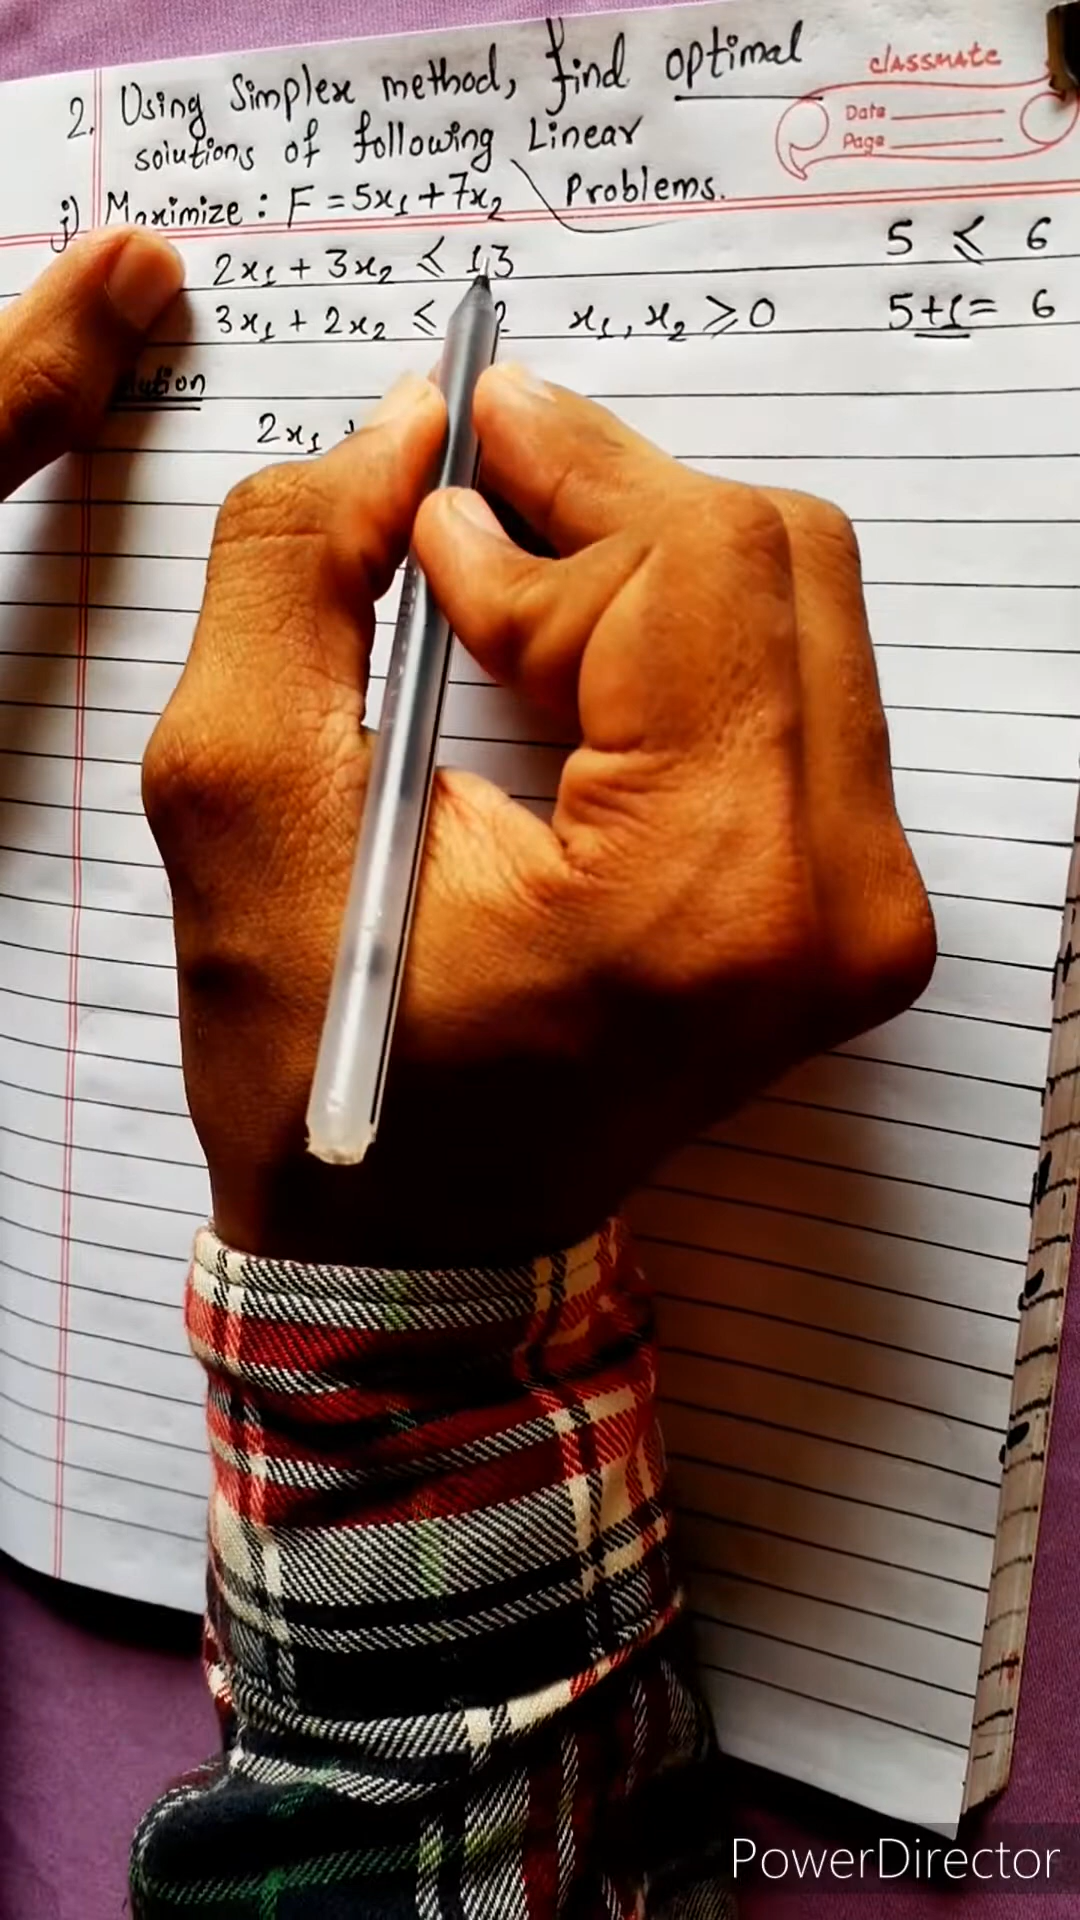 2. Using Simplex method, find optimal
solutions of following Linear
Problems.
i) Maximize: F = 5x₁ + 7x₂
2x₁ + 3x₂ ≤ 13
3x₁ + 2x₂ ≤ 2 x₁, x₂ ≥ 0
2x₁ +
5 ≤ 6
5+1 = 6
classmate
Date
Page
PowerDirector